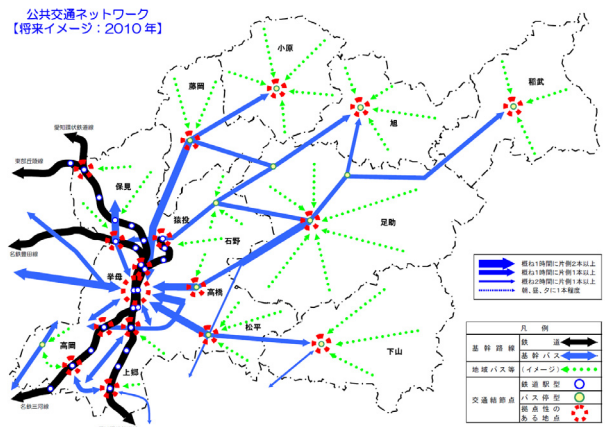 公共交通ネットワーク
【将来イメージ：2010年】
小原
藤岡
稲武
旭
愛知環状鉄道線
東部丘陵線
保見
猿投
足助
石野
名鉄豊田線
挙母
高橋
松平
高岡
下山
上郷
名鉄三河線
概ね1時間に片側2本以上
概ね1時間に片側1本以上
概ね2時間に片側1本以上
朝、昼、夕に1本程度
凡例
基幹路線
鉄道
基幹バス
地域バス等
(イメージ)
交通結節点
鉄道駅型
バス停型
拠点性の
ある地点